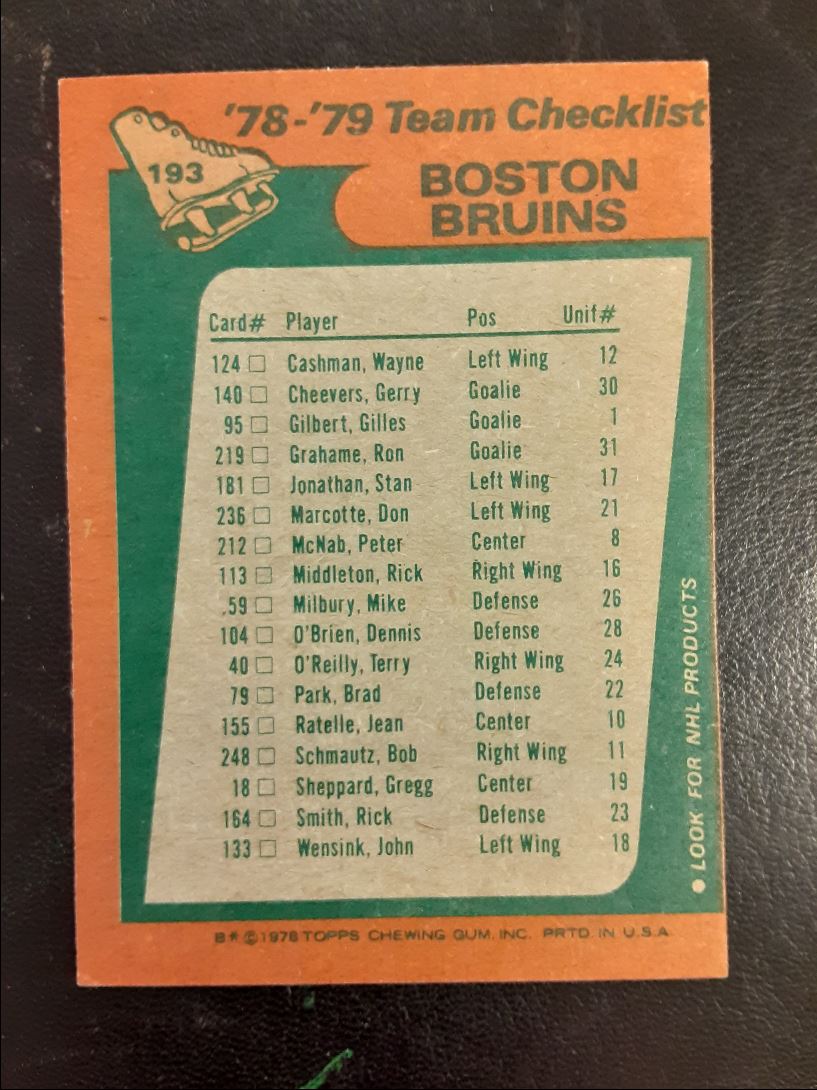 '78-'79 Team Checklist
193
BOSTON
BRUINS
Card# Player Pos Unif#
124 □ Cashman, Wayne Left Wing 12
140 □ Cheevers, Gerry Goalie 30
95 □ Gilbert, Gilles Goalie 1
219 □ Grahame, Ron Goalie 31
181 □ Jonathan, Stan Left Wing 17
236 □ Marcotte, Don Left Wing 21
212 □ McNab, Peter Center 8
113 □ Middleton, Rick Right Wing 16
59 □ Milbury, Mike Defense 26
104 □ O'Brien, Dennis Defense 28
40 □ O'Reilly, Terry Right Wing 24
79 □ Park, Brad Defense 22
155 □ Ratelle, Jean Center 10
248 □ Schmautz, Bob Right Wing 11
18 □ Sheppard, Gregg Center 19
164 □ Smith, Rick Defense 23
133 □ Wensink, John Left Wing 18
● LOOK FOR NHL PRODUCTS
B* © 1978 TOPPS CHEWING GUM, INC. PRTD. IN U.S.A.